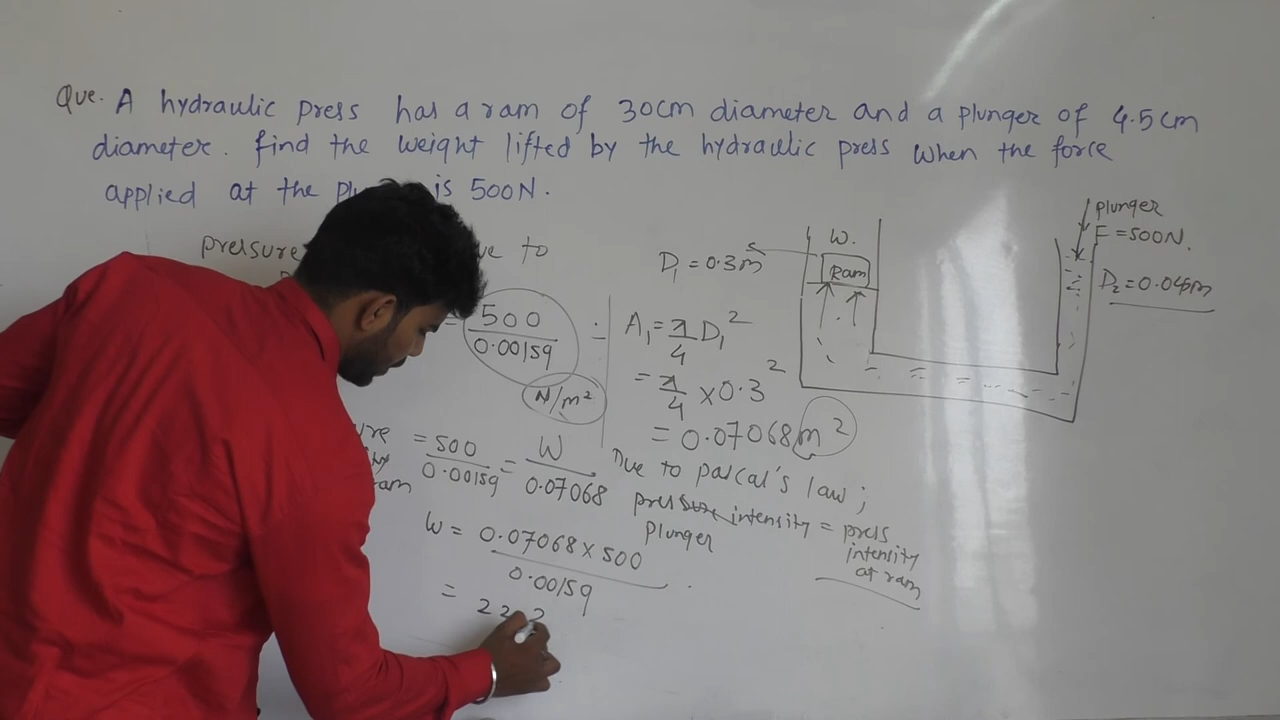 Que. A hydraulic press has a ram of 30cm diameter and a plunger of 4.5cm
diameter. find the weight lifted by the hydraulic press when the force
applied at the is 500N.
pressure to
= 500
0.00159
N/m²
= 500 = W
0.00159 0.07068
ram
W = 0.07068 × 500
0.00159
= 222
D₁ = 0.3m
A₁ = π D₁²
4
= π × 0.3²
4
= 0.07068m²
Due to pascal's law;
pressure intensity = press
plunger intensity
at ram
W.
Ram
plunger
F = 500N.
D₂ = 0.045m